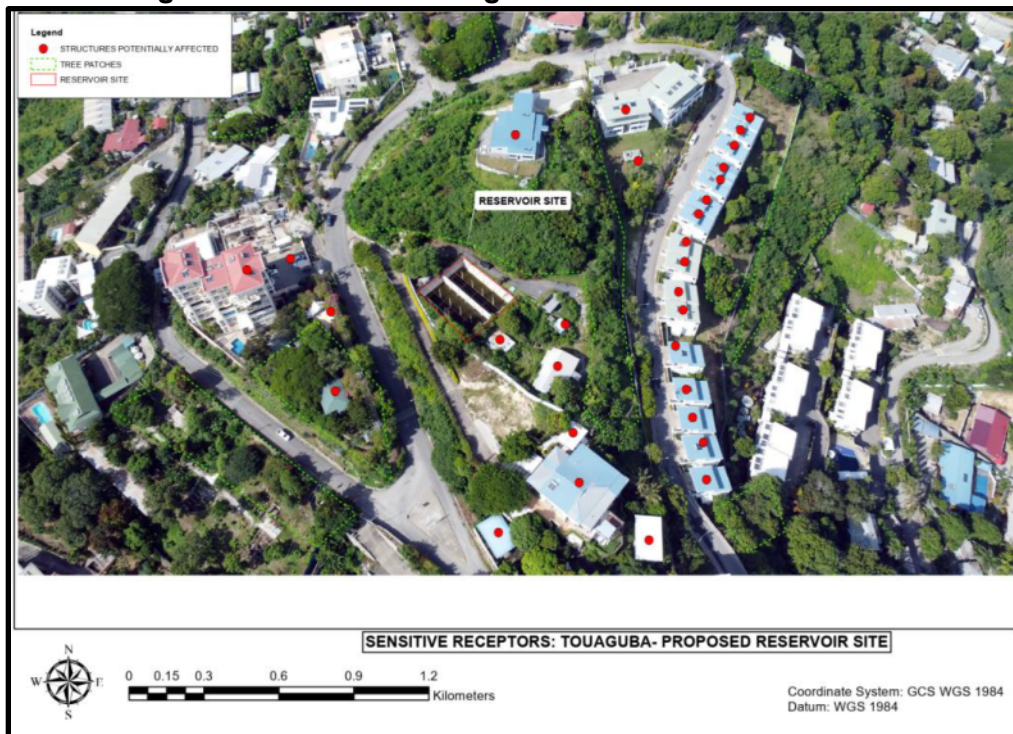 Legend
STRUCTURES POTENTIALLY AFFECTED
TREE PATCHES
RESERVOIR SITE
RESERVOIR SITE
SENSITIVE RECEPTORS: TOUAGUBA- PROPOSED RESERVOIR SITE
N
W E
S
0 0.15 0.3 0.6 0.9 1.2
Kilometers
Coordinate System: GCS WGS 1984
Datum: WGS 1984